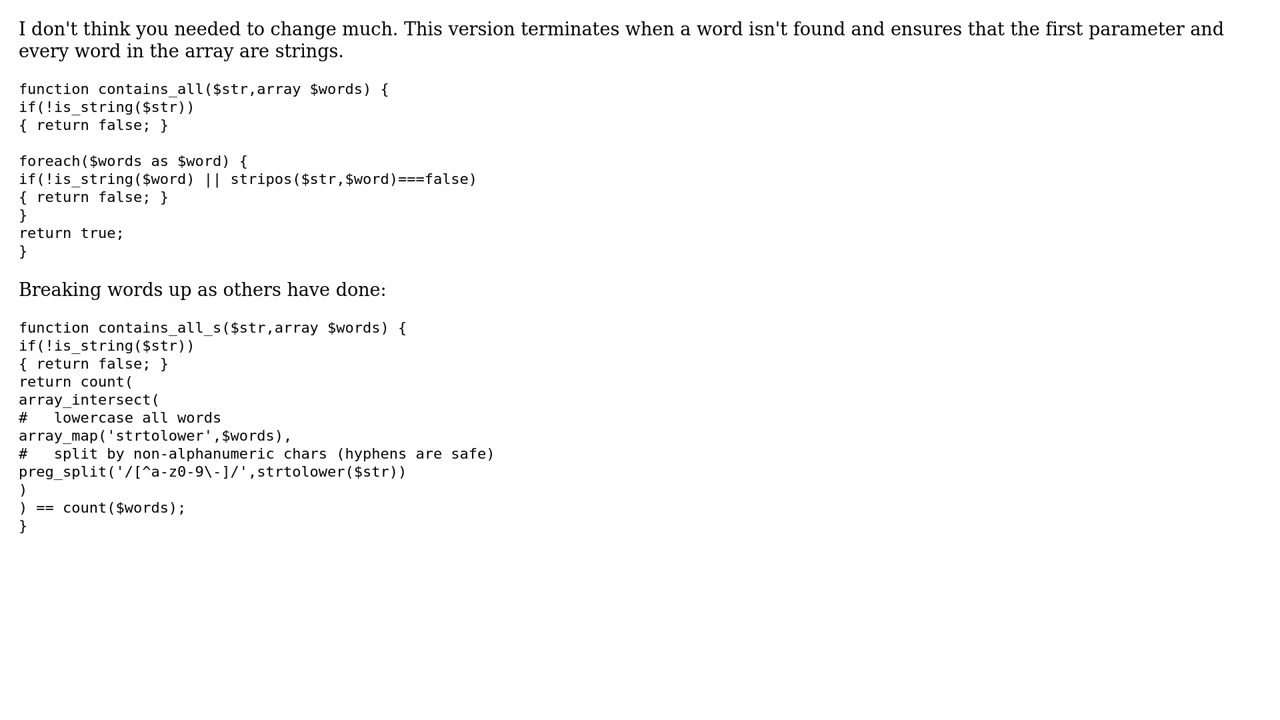 I don't think you needed to change much. This version terminates when a word isn't found and ensures that the first parameter and
every word in the array are strings.
function contains_all($str,array $words) {
if(!is_string($str))
{ return false; }
foreach($words as $word) {
if(!is_string($word) || stripos($str,$word)===false)
{ return false; }
}
return true;
}
Breaking words up as others have done:
function contains_all_s($str,array $words) {
if(!is_string($str))
{ return false; }
return count(
array_intersect(
#   lowercase all words
array_map('strtolower',$words),
#   split by non-alphanumeric chars (hyphens are safe)
preg_split('/[^a-z0-9\-]/',strtolower($str))
)
) == count($words);
}